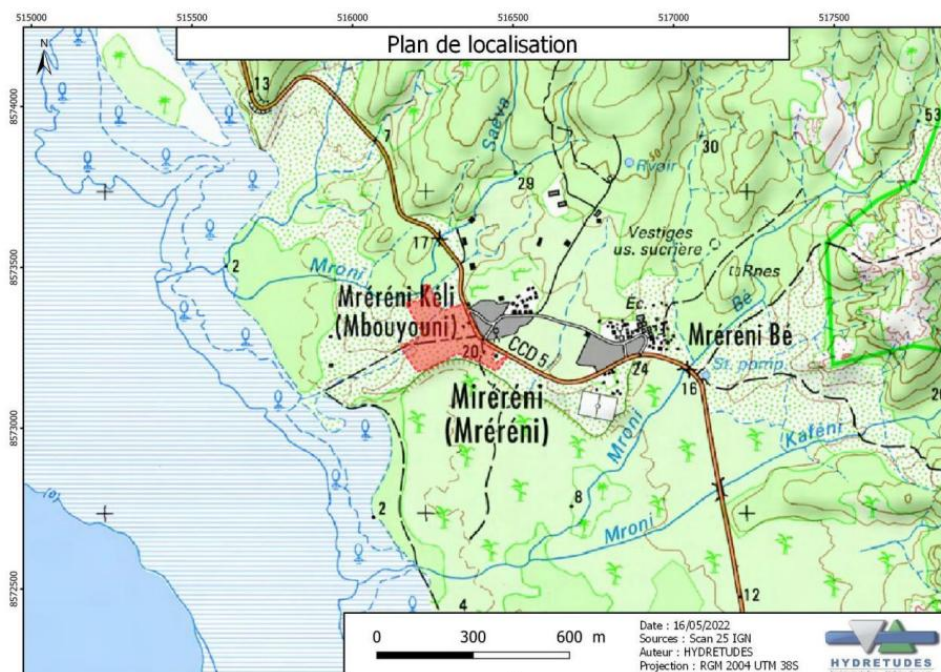 515000 515500 516000 516500 517000 517500
Plan de localisation
N
8574000
8573500
8573000
8572500
13
7
Saéva
29
30
Rvoir
53
17
Vestiges
us. sucrière
Rnes
2
Mroni
Bé
Mréréni Kéli
(Mbouyouni)
Ec.
Mréréni Bé
20
CCD 5
24
St. pomp.
16
Miréréni
(Mréréni)
Mroni
Kaféni
2
8
Mroni
(0)
4
12
0 300 600 m
Date : 16/05/2022
Sources : Scan 25 IGN
Auteur : HYDRETUDES
Projection : RGM 2004 UTM 38S
HYDRETUDES